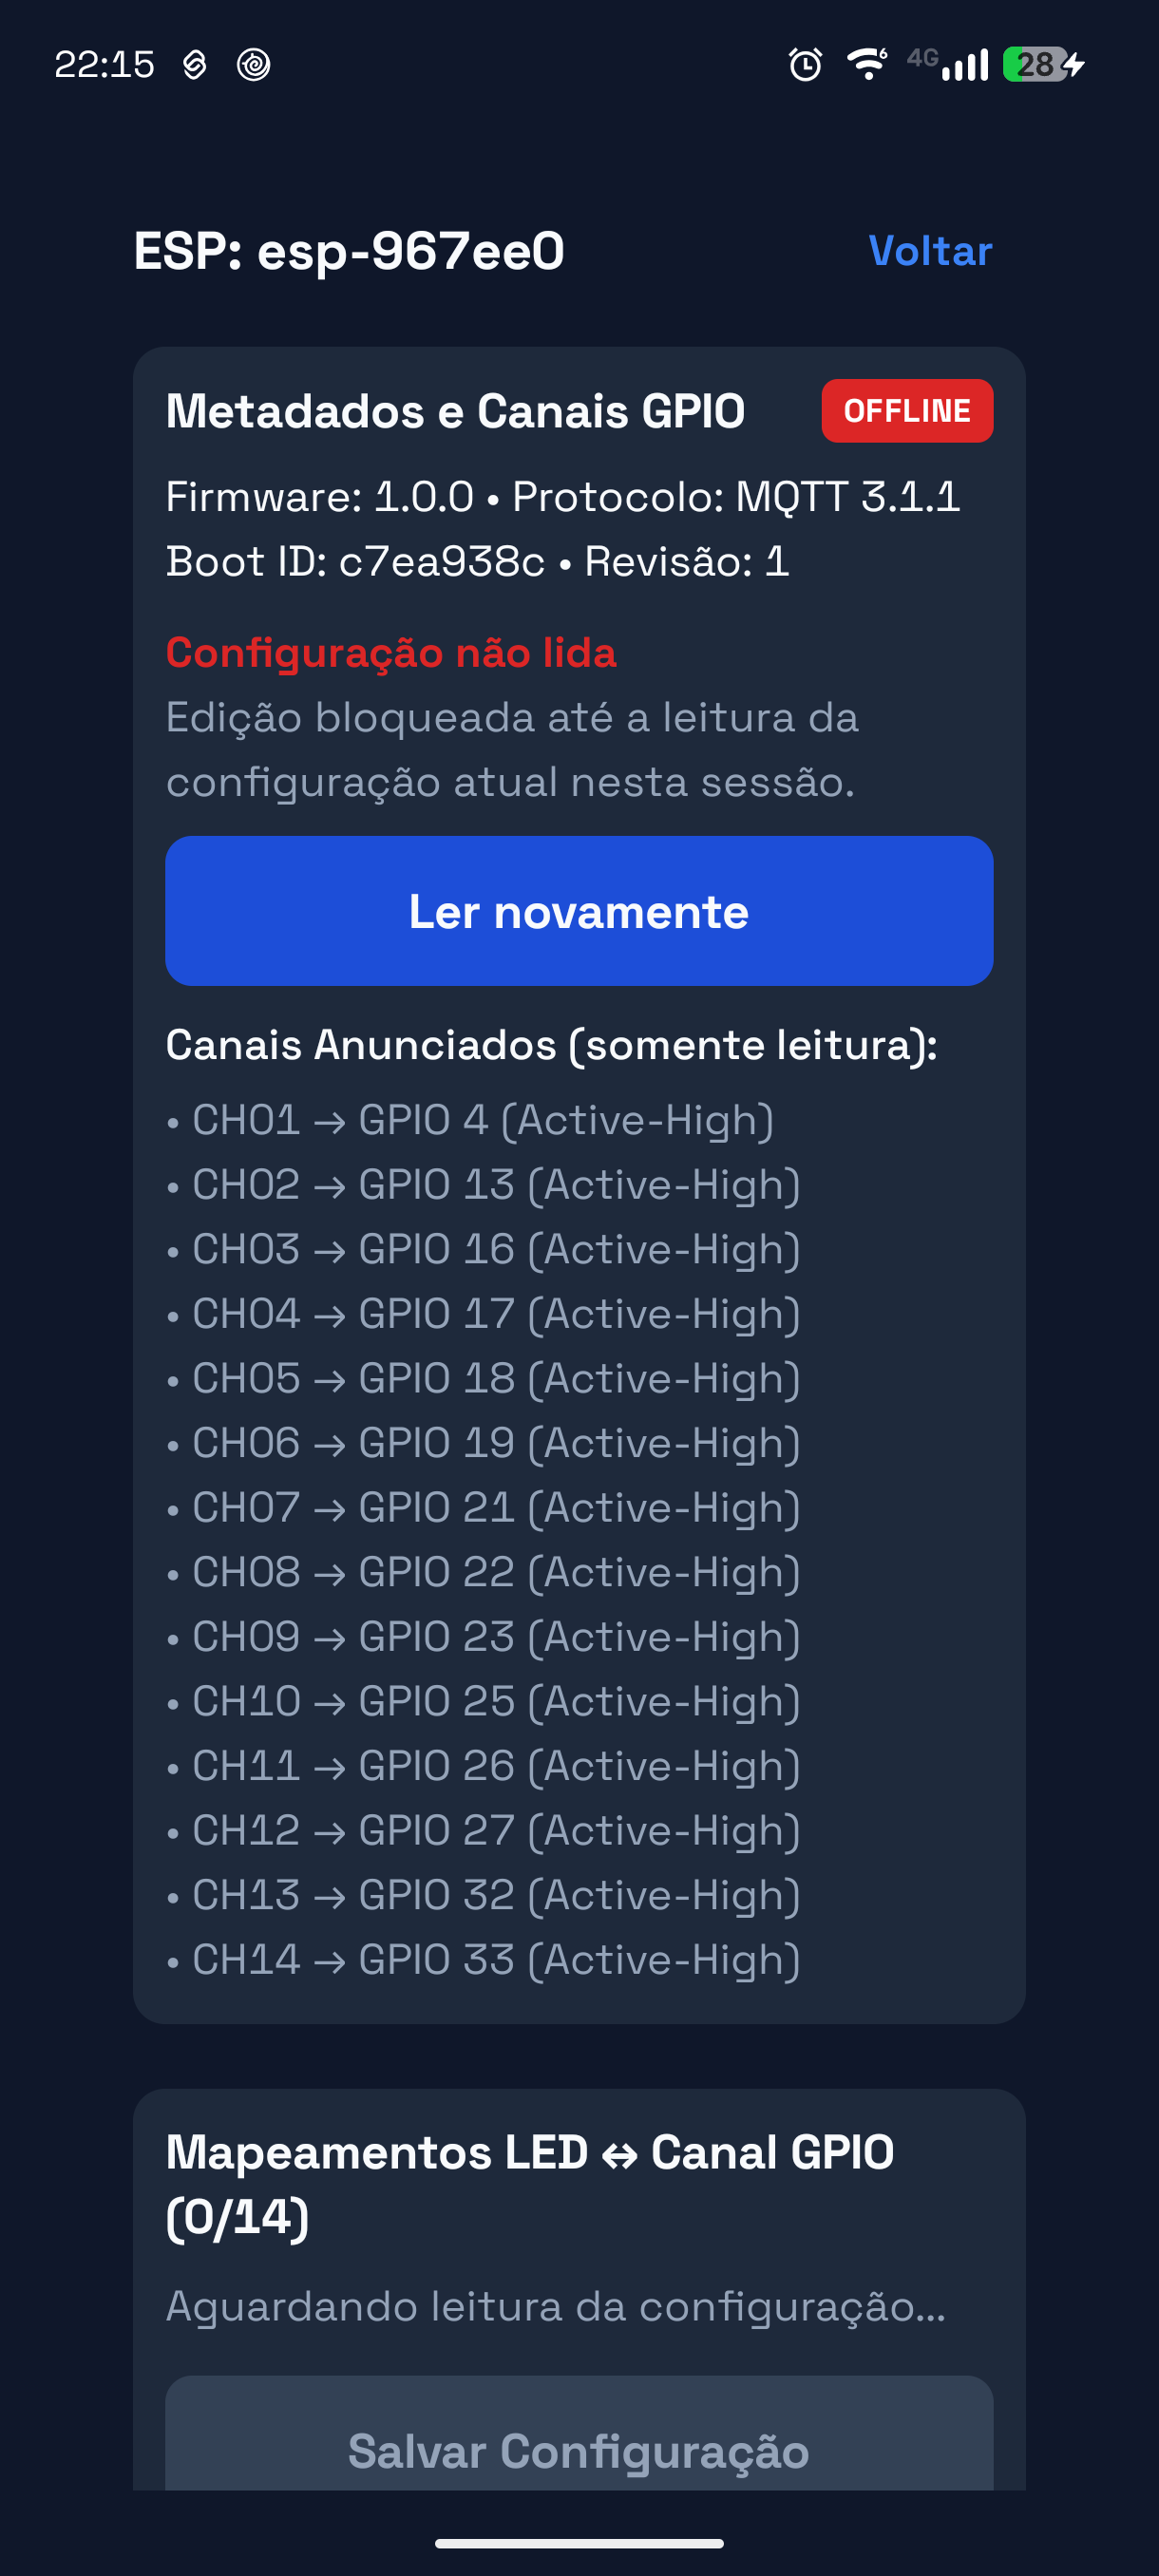 22:15
4G
28
ESP: esp-967ee0
Voltar
Metadados e Canais GPIO
OFFLINE
Firmware: 1.0.0 • Protocolo: MQTT 3.1.1
Boot ID: c7ea938c • Revisão: 1
Configuração não lida
Edição bloqueada até a leitura da
configuração atual nesta sessão.
Ler novamente
Canais Anunciados (somente leitura):
• CH01 → GPIO 4 (Active-High)
• CH02 → GPIO 13 (Active-High)
• CH03 → GPIO 16 (Active-High)
• CH04 → GPIO 17 (Active-High)
• CH05 → GPIO 18 (Active-High)
• CH06 → GPIO 19 (Active-High)
• CH07 → GPIO 21 (Active-High)
• CH08 → GPIO 22 (Active-High)
• CH09 → GPIO 23 (Active-High)
• CH10 → GPIO 25 (Active-High)
• CH11 → GPIO 26 (Active-High)
• CH12 → GPIO 27 (Active-High)
• CH13 → GPIO 32 (Active-High)
• CH14 → GPIO 33 (Active-High)
Mapeamentos LED ↔ Canal GPIO
(0/14)
Aguardando leitura da configuração...
Salvar Configuração